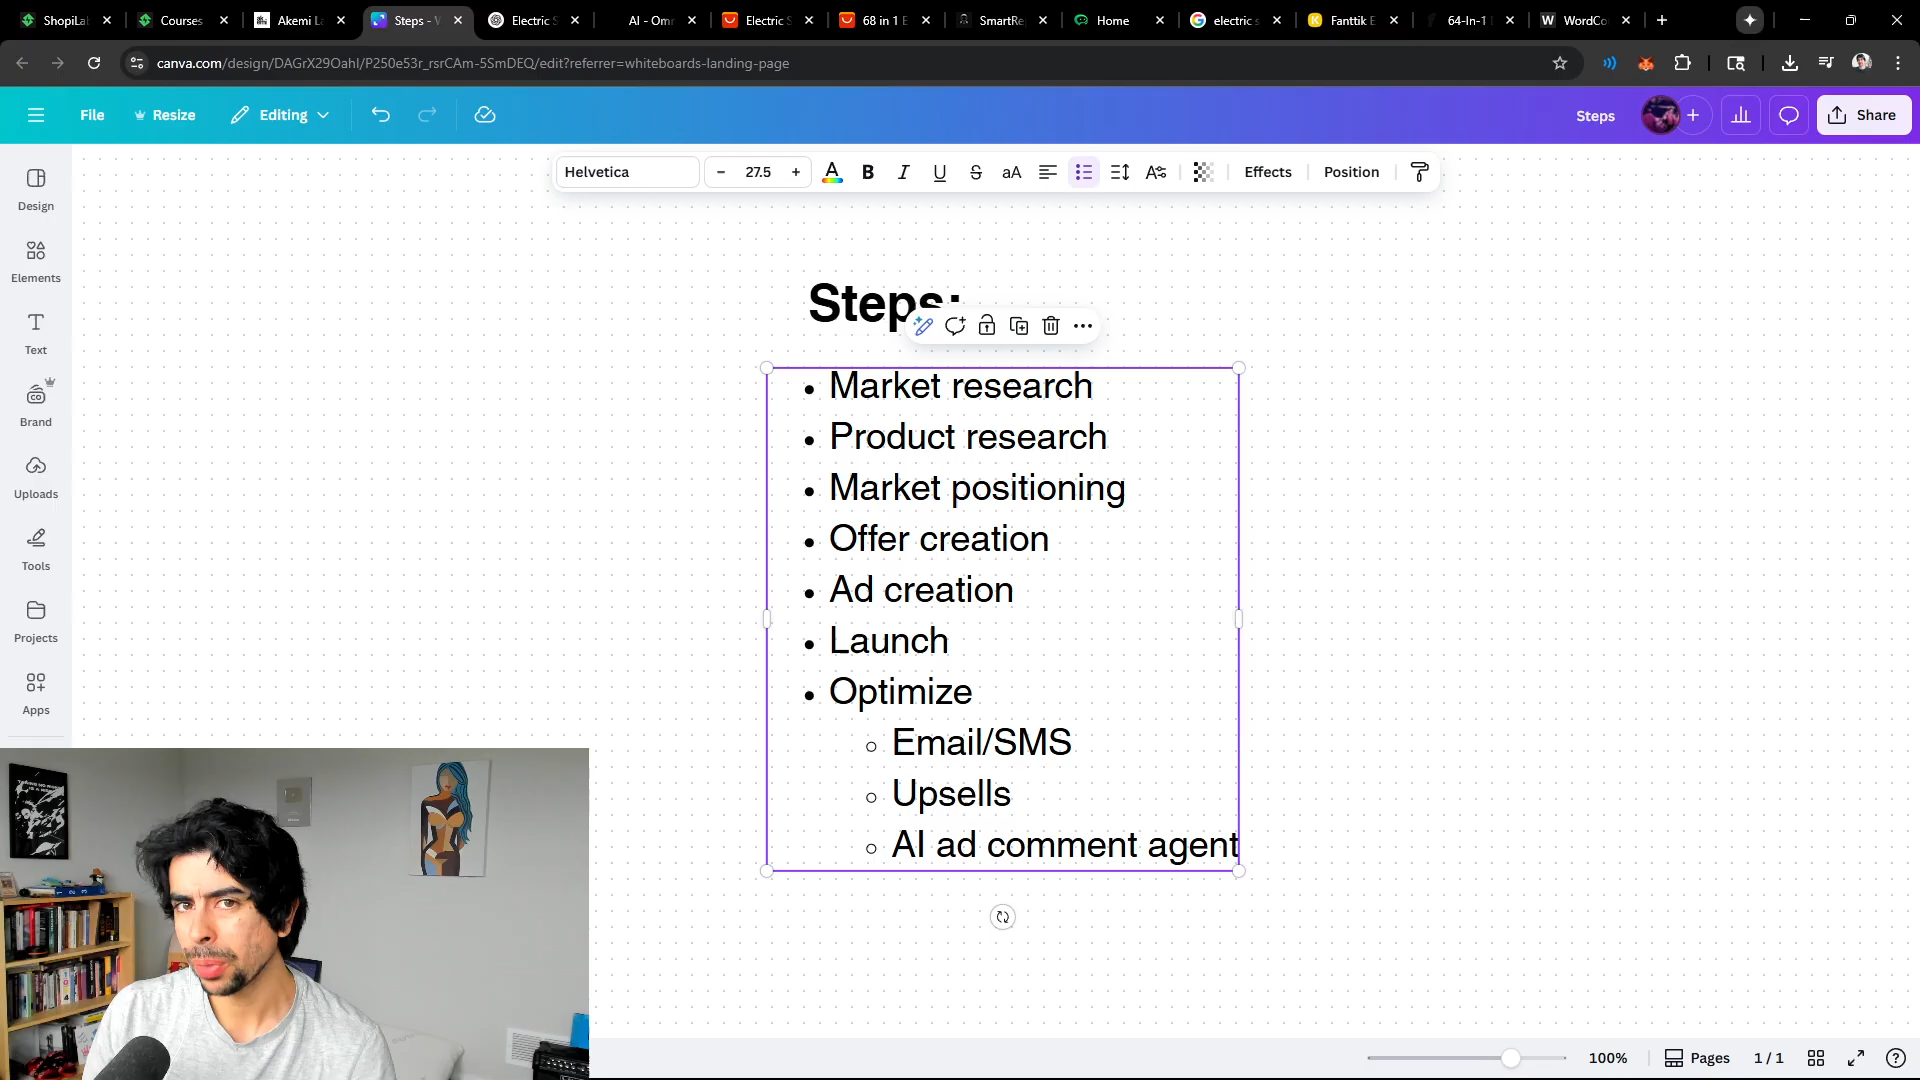 ShopiLab
Courses
Akemi L
Steps - W
Electric S
AI - Omr
Electric S
68 in 1 E
SmartRe
Home
electric s
Fanttik E
64-In-1
WordCo
canva.com/design/DAGrX29OahI/P250e53r_rsrCAm-5SmDEQ/edit?referrer=whiteboards-landing-page
File
Resize
Editing
Steps
Share
Helvetica
- 27.5 +
A B I U S aA
Effects
Position
Design
Elements
Text
Brand
Uploads
Tools
Projects
Apps
Steps:
• Market research
• Product research
• Market positioning
• Offer creation
• Ad creation
• Launch
• Optimize
○ Email/SMS
○ Upsells
○ AI ad comment agent
100%
Pages
1 / 1